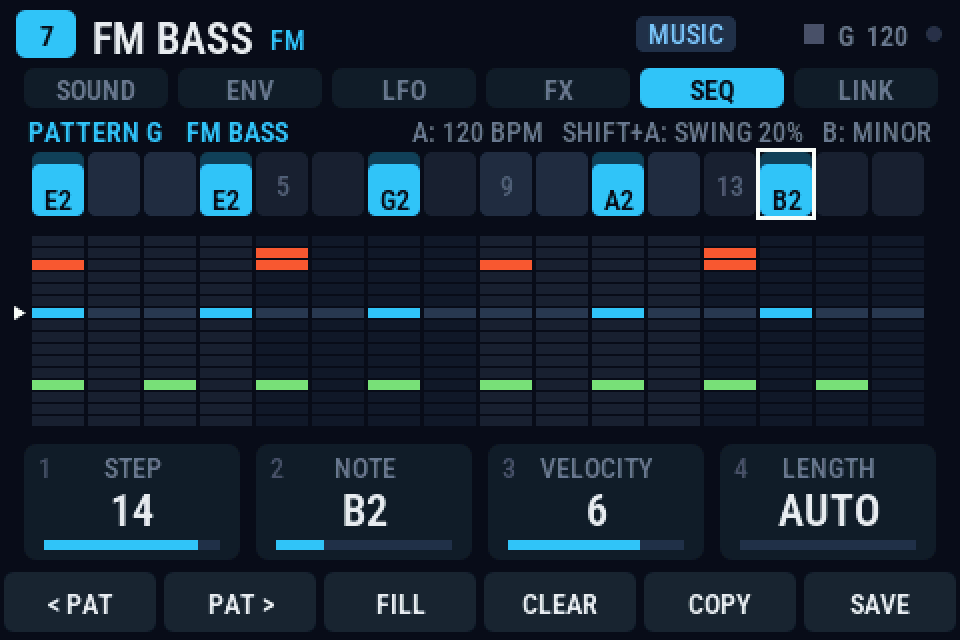 7 FM BASS FM MUSIC G 120
SOUND ENV LFO FX SEQ LINK
PATTERN G FM BASS A: 120 BPM SHIFT+A: SWING 20% B: MINOR
E2 E2 5 G2 9 A2 13 B2
1 STEP 2 NOTE 3 VELOCITY 4 LENGTH
14 B2 6 AUTO
< PAT PAT > FILL CLEAR COPY SAVE